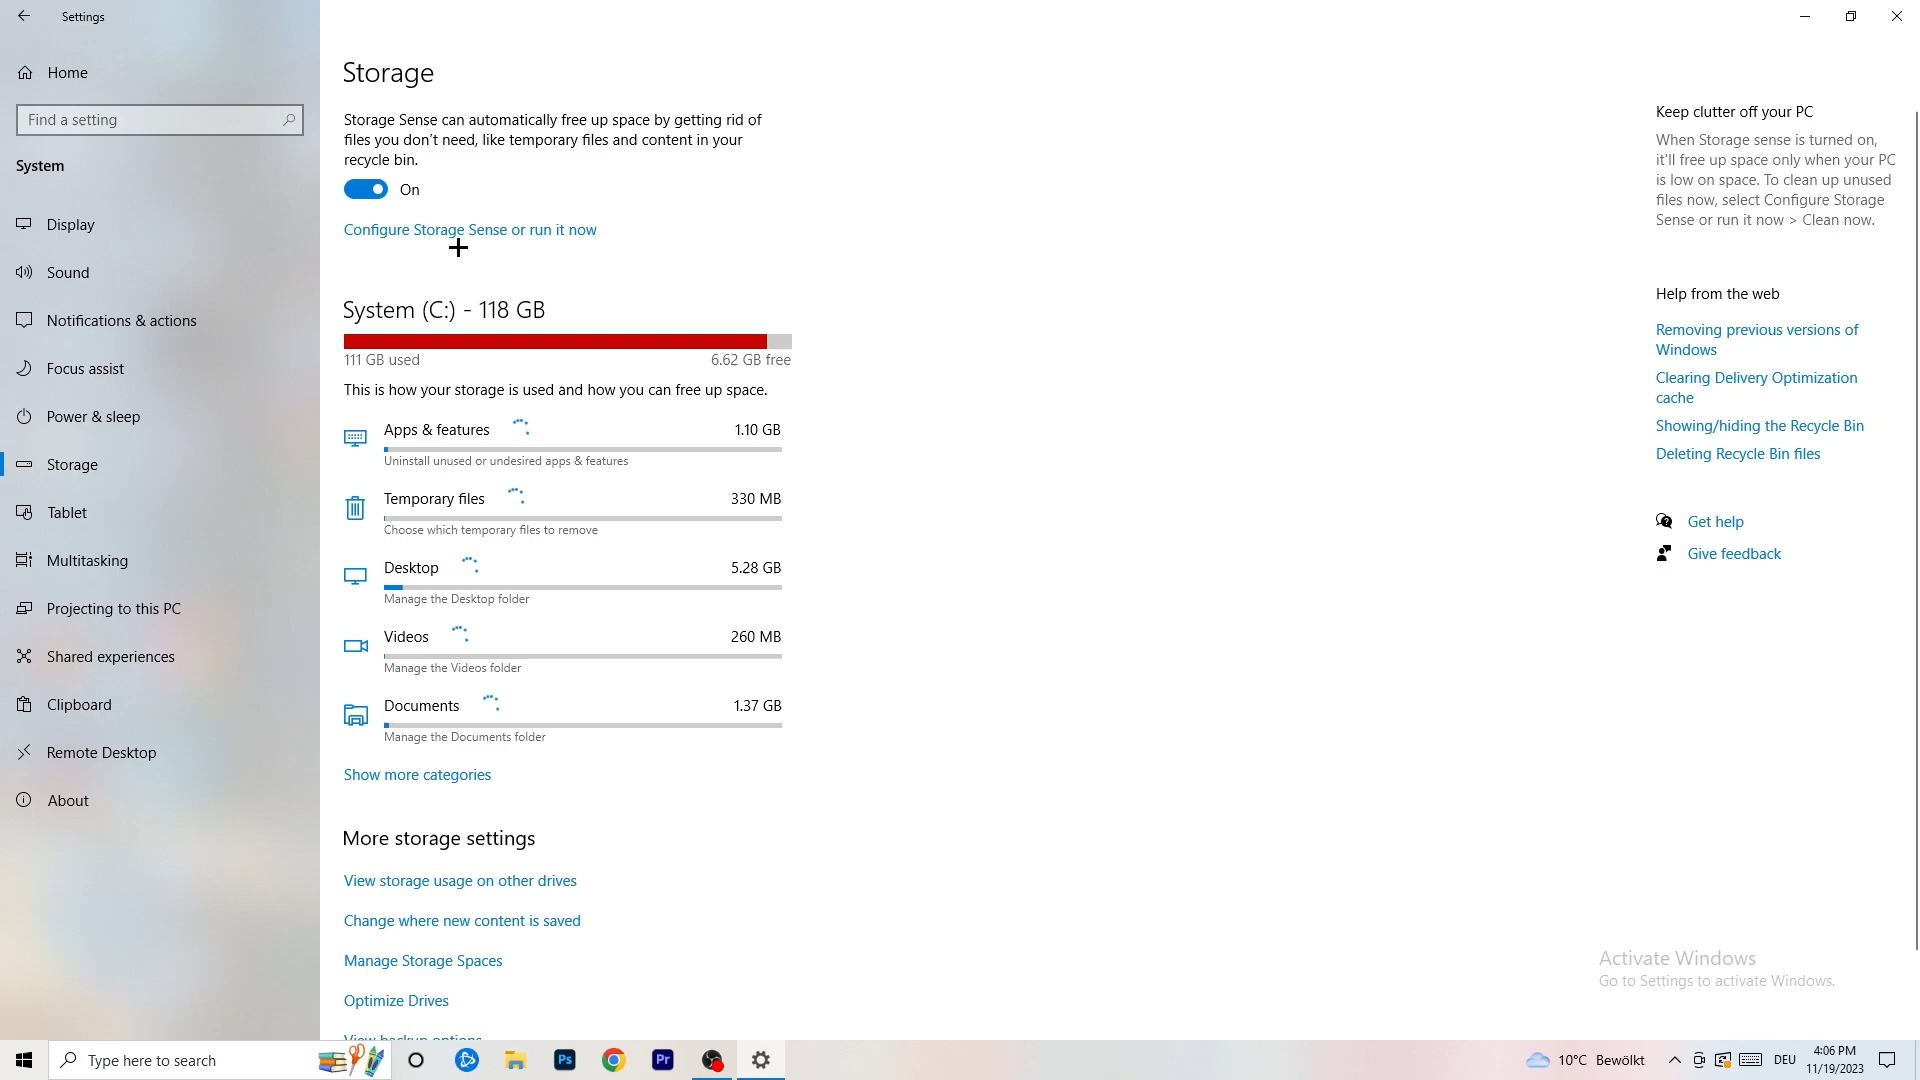 Settings
Home
Find a setting
System
Display
Sound
Notifications & actions
Focus assist
Power & sleep
Storage
Tablet
Multitasking
Projecting to this PC
Shared experiences
Clipboard
Remote Desktop
About
Storage
Storage Sense can automatically free up space by getting rid of
files you don't need, like temporary files and content in your
recycle bin.
On
Configure Storage Sense or run it now
System (C:) - 118 GB
111 GB used 6.62 GB free
This is how your storage is used and how you can free up space.
Apps & features 1.10 GB
Uninstall unused or undesired apps & features
Temporary files 330 MB
Choose which temporary files to remove
Desktop 5.28 GB
Manage the Desktop folder
Videos 260 MB
Manage the Videos folder
Documents 1.37 GB
Manage the Documents folder
Show more categories
More storage settings
View storage usage on other drives
Change where new content is saved
Manage Storage Spaces
Optimize Drives
View backup options
Keep clutter off your PC
When Storage sense is turned on,
it'll free up space only when your PC
is low on space. To clean up unused
files now, select Configure Storage
Sense or run it now > Clean now.
Help from the web
Removing previous versions of
Windows
Clearing Delivery Optimization
cache
Showing/hiding the Recycle Bin
Deleting Recycle Bin files
Get help
Give feedback
Activate Windows
Go to Settings to activate Windows.
Type here to search
Ps
Pr
10°C Bewölkt
DEU
4:06 PM
11/19/2023